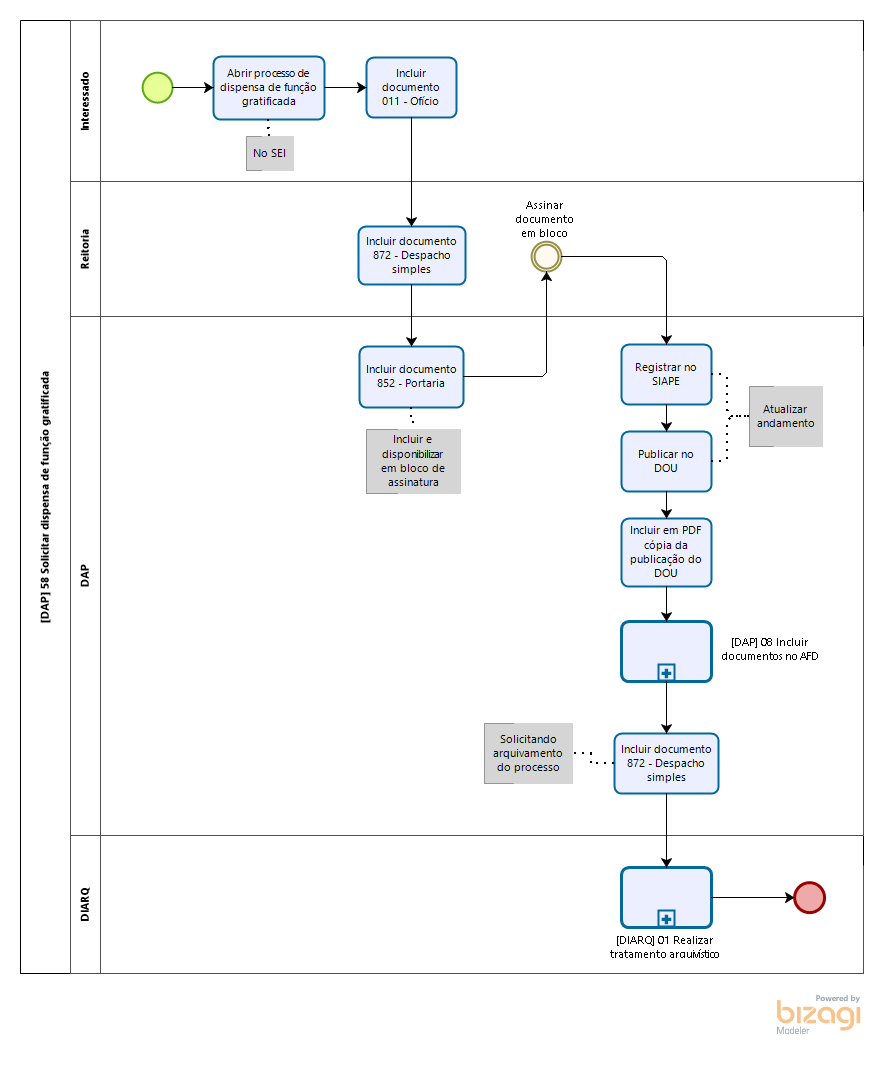 [DAP] 58 Solicitar dispensa de função gratificada
Interessado
Abrir processo de
dispensa de função
gratificada
Incluir
documento
011 - Ofício
No SEI
Reitoria
Incluir documento
872 - Despacho
simples
Assinar
documento
em bloco
DAP
Incluir documento
852 - Portaria
Incluir e
disponibilizar
em bloco de
assinatura
Registrar no
SIAPE
Atualizar
andamento
Publicar no
DOU
Incluir em PDF
cópia da
publicação do
DOU
[DAP] 08 Incluir
documentos no AFD
Solicitando
arquivamento
do processo
Incluir documento
872 - Despacho
simples
DIARQ
[DIARQ] 01 Realizar
tratamento arquivístico
Powered by
bizagi
Modeler